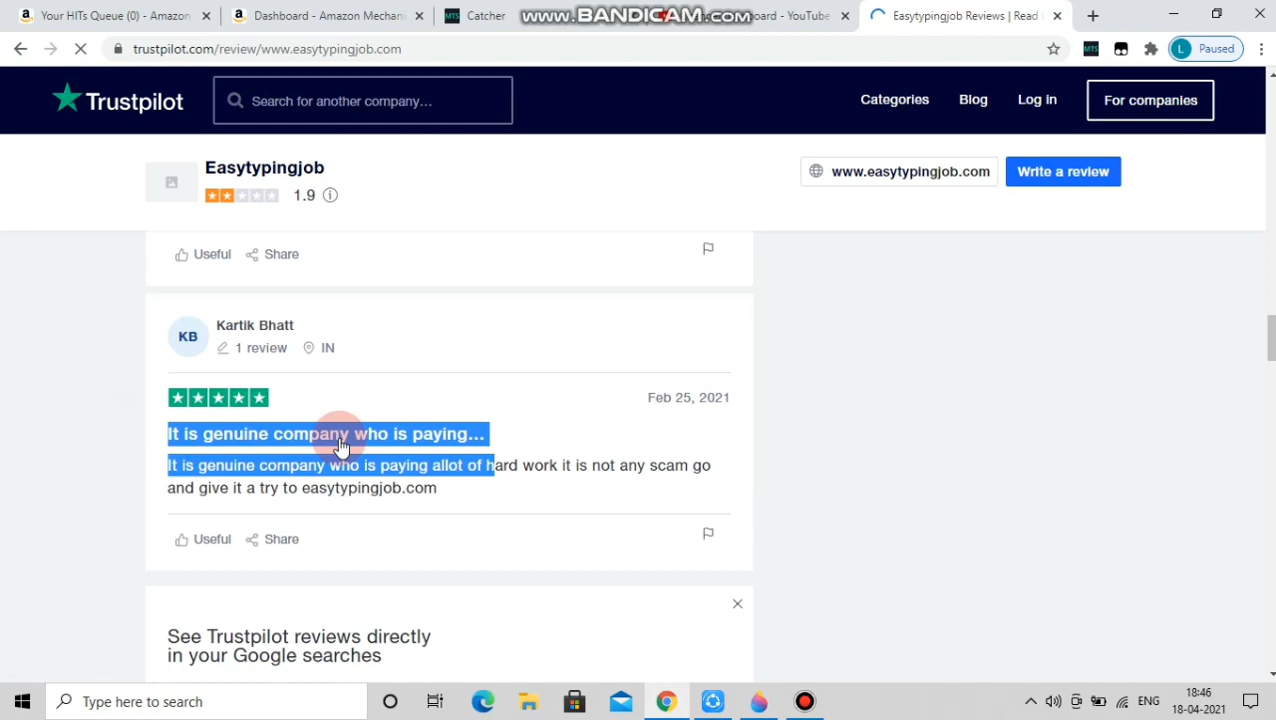 Your HITs Queue (0) - Amazon
Dashboard - Amazon Mechan
Catcher
board - YouTube
Easytypingjob Reviews | Read
www.BANDICAM.com
trustpilot.com/review/www.easytypingjob.com
MTS
L
Paused
Trustpilot
Search for another company…
Categories
Blog
Log in
For companies
Easytypingjob
1.9
www.easytypingjob.com
Write a review
Useful
Share
KB
Kartik Bhatt
1 review
IN
Feb 25, 2021
It is genuine company who is paying…
It is genuine company who is paying allot of hard work it is not any scam go
and give it a try to easytypingjob.com
Useful
Share
See Trustpilot reviews directly
in your Google searches
Type here to search
ENG
18:46
18-04-2021